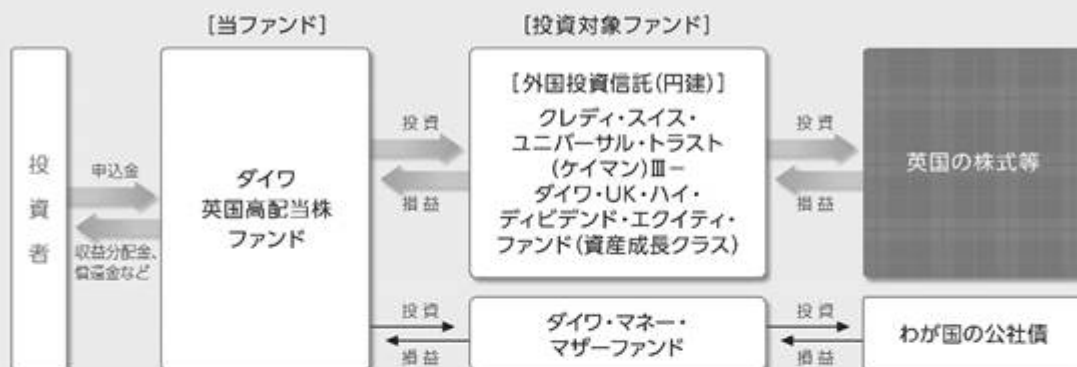 [当ファンド]
[投資対象ファンド]
投資者
申込金
収益分配金、
償還金など
ダイワ
英国高配当株
ファンド
投資
損益
[外国投資信託(円建)]
クレディ・スイス・
ユニバーサル・トラスト
(ケイマン)Ⅲ－
ダイワ・UK・ハイ・
ディビデンド・エクイティ・
ファンド(資産成長クラス)
投資
損益
英国の株式等
投資
損益
ダイワ・マネー・
マザーファンド
投資
損益
わが国の公社債